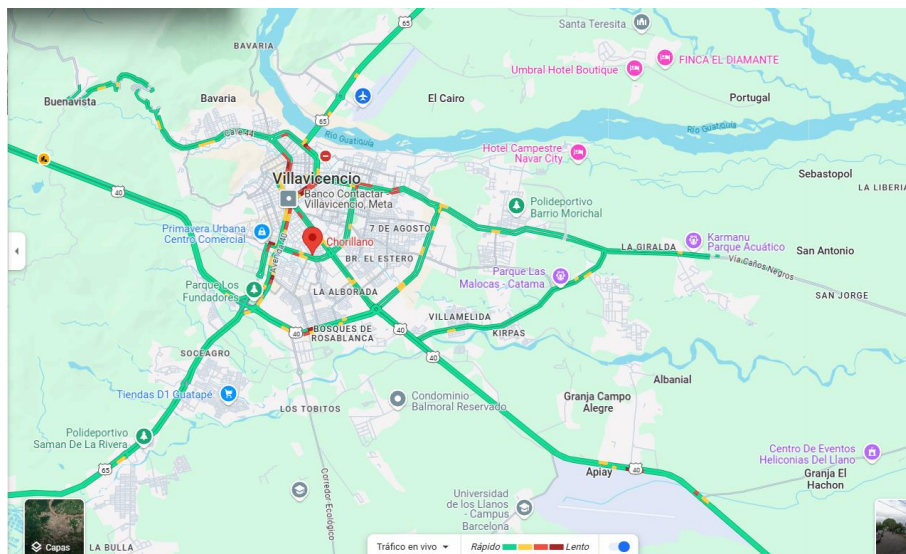 65
Santa Teresita
BAVARIA
FINCA EL DIAMANTE
Umbral Hotel Boutique
Buenavista
Bavaria
El Cairo
Portugal
65
Río Guatiquía
Río Guatiquía
Calle 44
Hotel Campestre
Navar City
Villavicencio
Sebastopol
LA LIBERIA
40
Banco Contactar -
Villavicencio, Meta
Polideportivo
Barrio Morichal
Primavera Urbana
Centro Comercial
7 DE AGOSTO
Chorillano
Avenida 40
BR. EL ESTERO
LA GIRALDA
Karmanu
Parque Acuático
San Antonio
Vía Caños Negros
Parque Las
Malocas - Catama
Parque Los
Fundadores
LA ALBORADA
SAN JORGE
VILLAMELIDA
40
40
BOSQUES DE
ROSABLANCA
KIRPAS
40
SOCEAGRO
Albanial
Tiendas D1 Guatapé
Condominio
Balmoral Reservado
Granja Campo
Alegre
LOS TOBITOS
Polideportivo
Saman De La Rivera
Centro De Eventos
Heliconias Del Llano
65
Apiay
40
Granja El
Hachon
Corredor Ecológico
Universidad
de los Llanos
- Campus
Barcelona
Capas
LA BULLA
Tráfico en vivo
Rápido
Lento